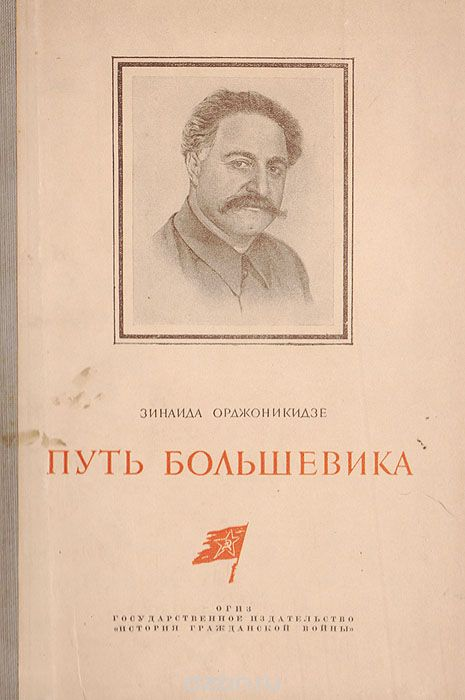 ЗИНАИДА ОРДЖОНИКИДЗЕ
ПУТЬ БОЛЬШЕВИКА
ОГИЗ
ГОСУДАРСТВЕННОЕ ИЗДАТЕЛЬСТВО
«ИСТОРИЯ ГРАЖДАНСКОЙ ВОЙНЫ»